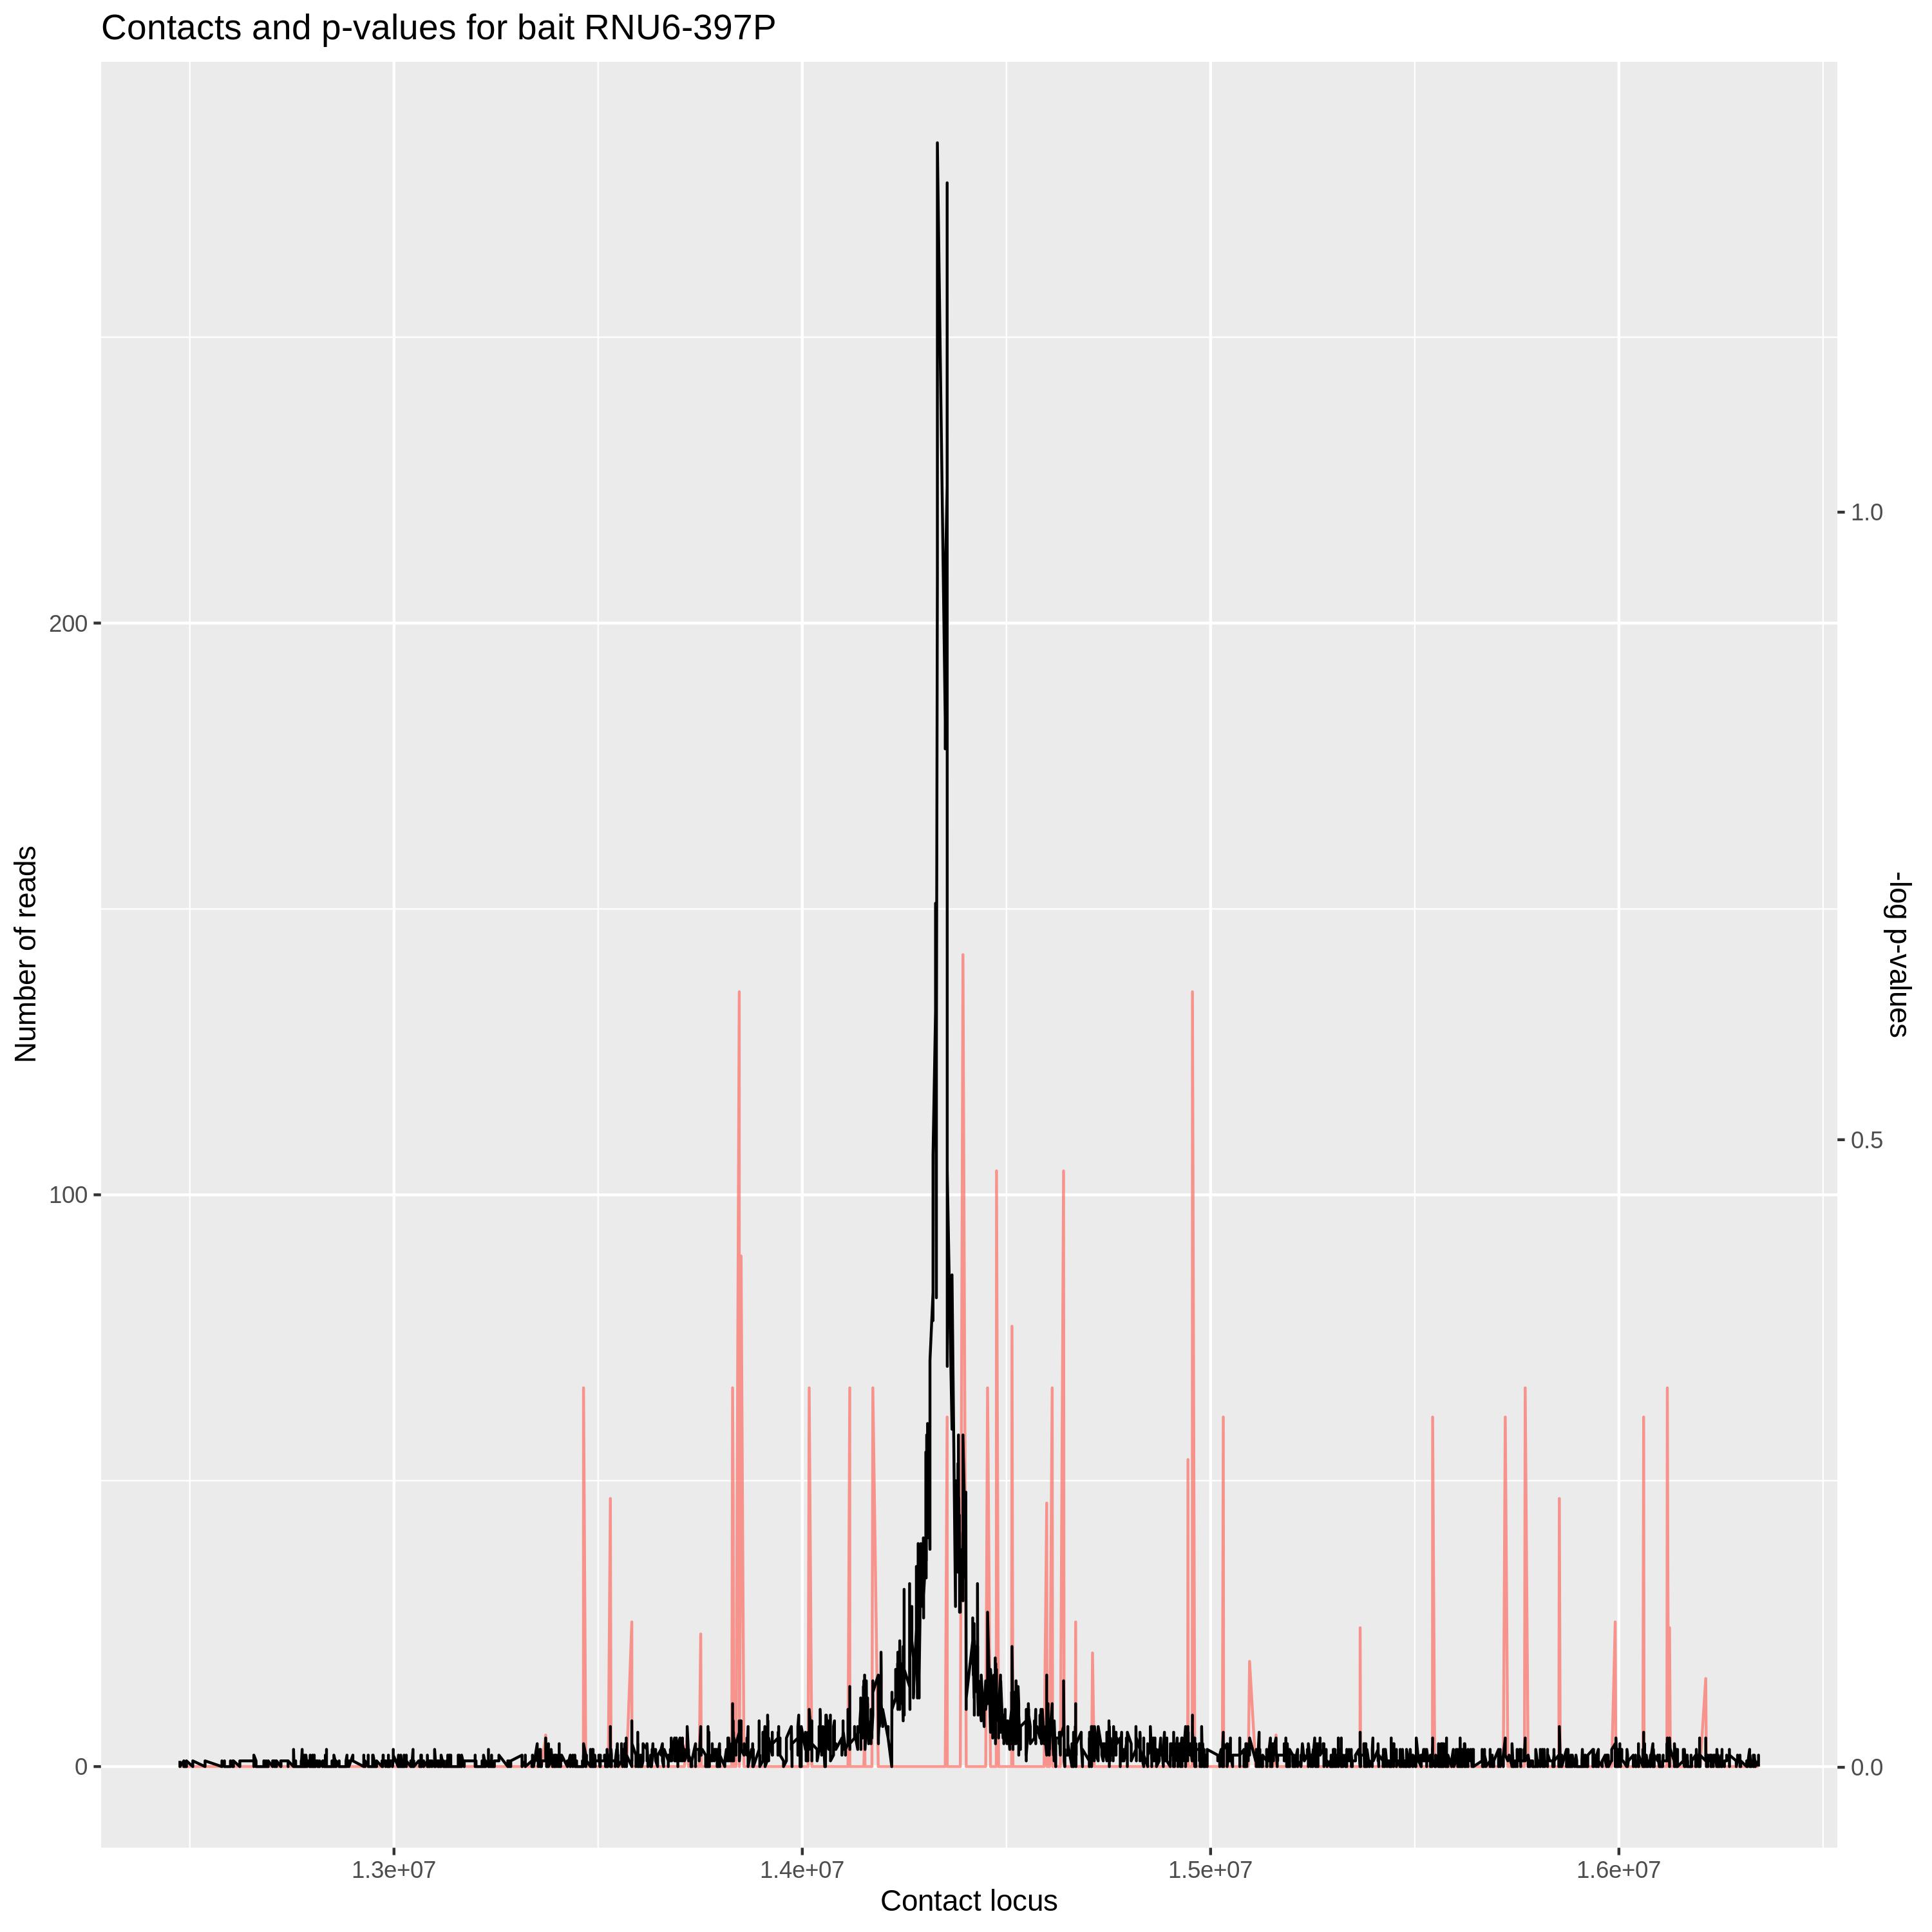 Contacts and p-values for bait RNU6-397P
Number of reads
200
100
0
-log p-values
1.0
0.5
0.0
1.3e+07
1.4e+07
1.5e+07
1.6e+07
Contact locus